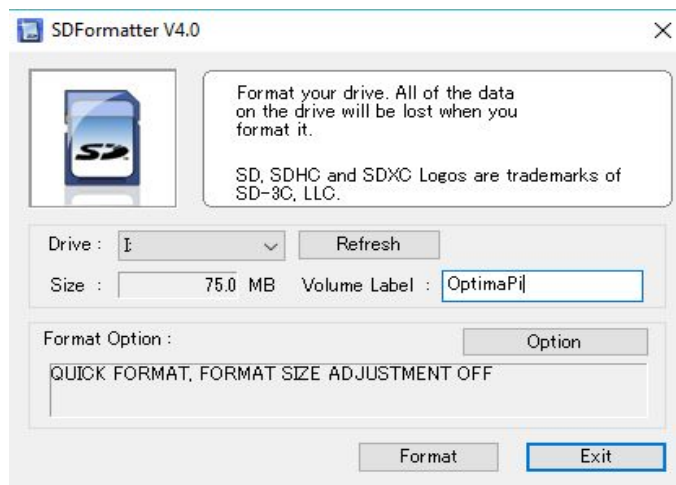 SDFormatter V4.0
SD
Format your drive. All of the data
on the drive will be lost when you
format it.
SD, SDHC and SDXC Logos are trademarks of
SD-3C, LLC.
Drive : I: Refresh
Size : 75.0 MB Volume Label : OptimaPi
Format Option : Option
QUICK FORMAT, FORMAT SIZE ADJUSTMENT OFF
Format Exit